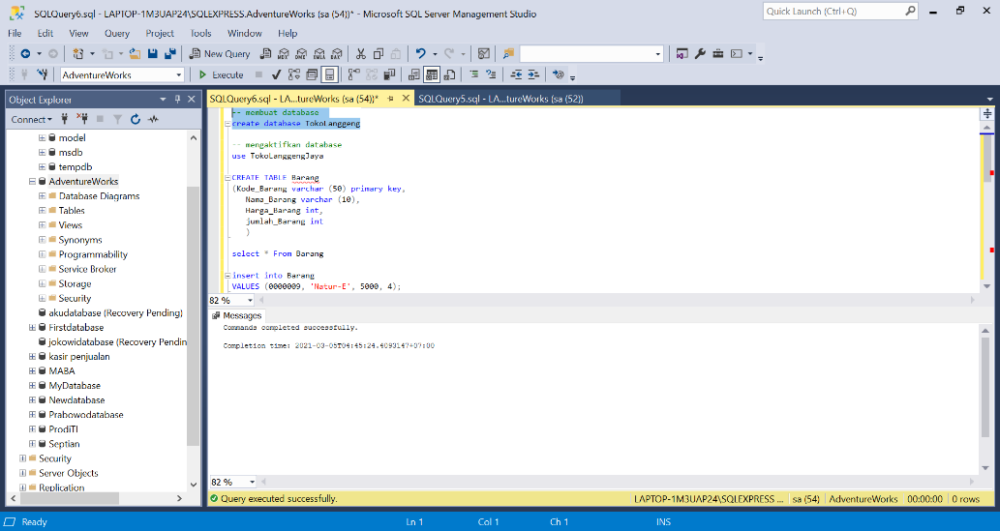 SQLQuery6.sql - LAPTOP-1M3UAP24\SQLEXPRESS.AdventureWorks (sa (54))* - Microsoft SQL Server Management Studio
Quick Launch (Ctrl+Q)
File Edit View Query Project Tools Window Help
New Query
MDX DMX XMLA DAX
AdventureWorks
Execute
Object Explorer
SQLQuery6.sql - LA...tureWorks (sa (54))*
SQLQuery5.sql - LA...tureWorks (sa (52))
Connect
model
msdb
tempdb
AdventureWorks
Database Diagrams
Tables
Views
Synonyms
Programmability
Service Broker
Storage
Security
akudatabase (Recovery Pending)
Firstdatabase
jokowidatabase (Recovery Pendin
kasir penjualan
MABA
MyDatabase
Newdatabase
Prabowodatabase
ProdiTI
Septian
Security
Server Objects
Replication
-- membuat database
create database TokoLanggeng
-- mengaktifkan database
use TokoLanggengJaya
CREATE TABLE Barang
(Kode_Barang varchar (50) primary key,
Nama_Barang varchar (10),
Harga_Barang int,
jumlah_Barang int
)
select * From Barang
insert into Barang
VALUES (0000009, 'Natur-E', 5000, 4);
82 %
Messages
Commands completed successfully.
Completion time: 2021-03-05T04:45:24.4093147+07:00
82 %
Query executed successfully.
LAPTOP-1M3UAP24\SQLEXPRESS ... sa (54) AdventureWorks 00:00:00 0 rows
Ready
Ln 1
Col 1
Ch 1
INS